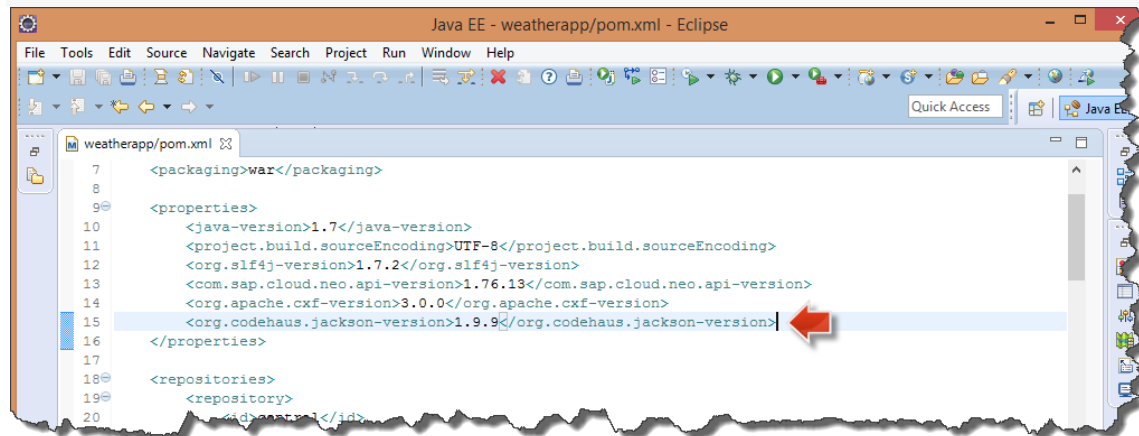 Java EE - weatherapp/pom.xml - Eclipse
File Tools Edit Source Navigate Search Project Run Window Help
Quick Access
Java EE
weatherapp/pom.xml
7 <packaging>war</packaging>
8
9 <properties>
10 <java-version>1.7</java-version>
11 <project.build.sourceEncoding>UTF-8</project.build.sourceEncoding>
12 <org.slf4j-version>1.7.2</org.slf4j-version>
13 <com.sap.cloud.neo.api-version>1.76.13</com.sap.cloud.neo.api-version>
14 <org.apache.cxf-version>3.0.0</org.apache.cxf-version>
15 <org.codehaus.jackson-version>1.9.9</org.codehaus.jackson-version>
16 </properties>
17
18 <repositories>
19 <repository>
20 <id>central</id>